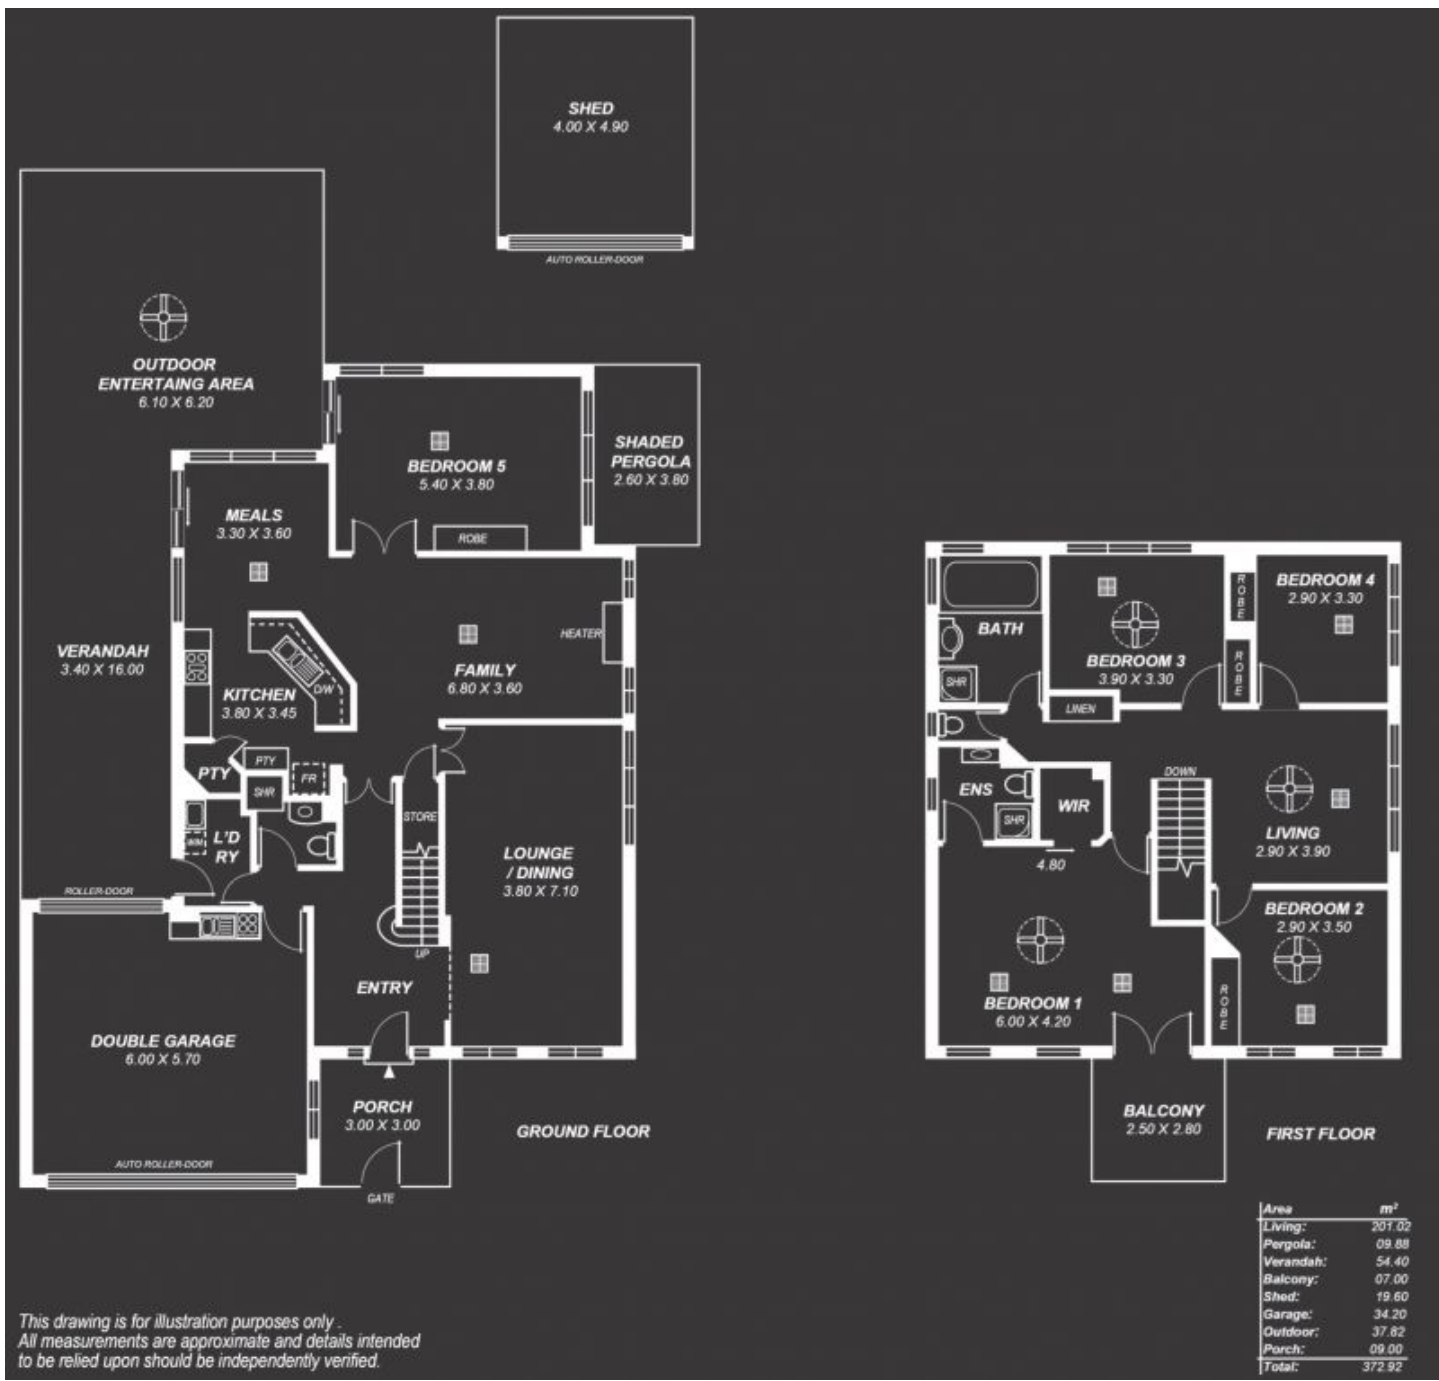 SHED
4.00 X 4.90
AUTO ROLLER-DOOR
OUTDOOR
ENTERTAING AREA
6.10 X 6.20
BEDROOM 5
5.40 X 3.80
ROBE
SHADED
PERGOLA
2.60 X 3.80
MEALS
3.30 X 3.60
VERANDAH
3.40 X 16.00
KITCHEN
3.80 X 3.45
D/W
FAMILY
6.80 X 3.60
HEATER
PTY
PTY
SHR
FR
STORE
WM
L'D
RY
LOUNGE
/ DINING
3.80 X 7.10
ROLLER-DOOR
UP
ENTRY
DOUBLE GARAGE
6.00 X 5.70
AUTO ROLLER-DOOR
PORCH
3.00 X 3.00
GATE
GROUND FLOOR
BATH
SHR
BEDROOM 3
3.90 X 3.30
ROBE
ROBE
BEDROOM 4
2.90 X 3.30
LINEN
ENS
SHR
WIR
4.80
DOWN
LIVING
2.90 X 3.90
BEDROOM 2
2.90 X 3.50
ROBE
BEDROOM 1
6.00 X 4.20
BALCONY
2.50 X 2.80
FIRST FLOOR
Area m²
Living: 201.02
Pergola: 09.88
Verandah: 54.40
Balcony: 07.00
Shed: 19.60
Garage: 34.20
Outdoor: 37.82
Porch: 09.00
Total: 372.92
This drawing is for illustration purposes only .
All measurements are approximate and details intended
to be relied upon should be independently verified.